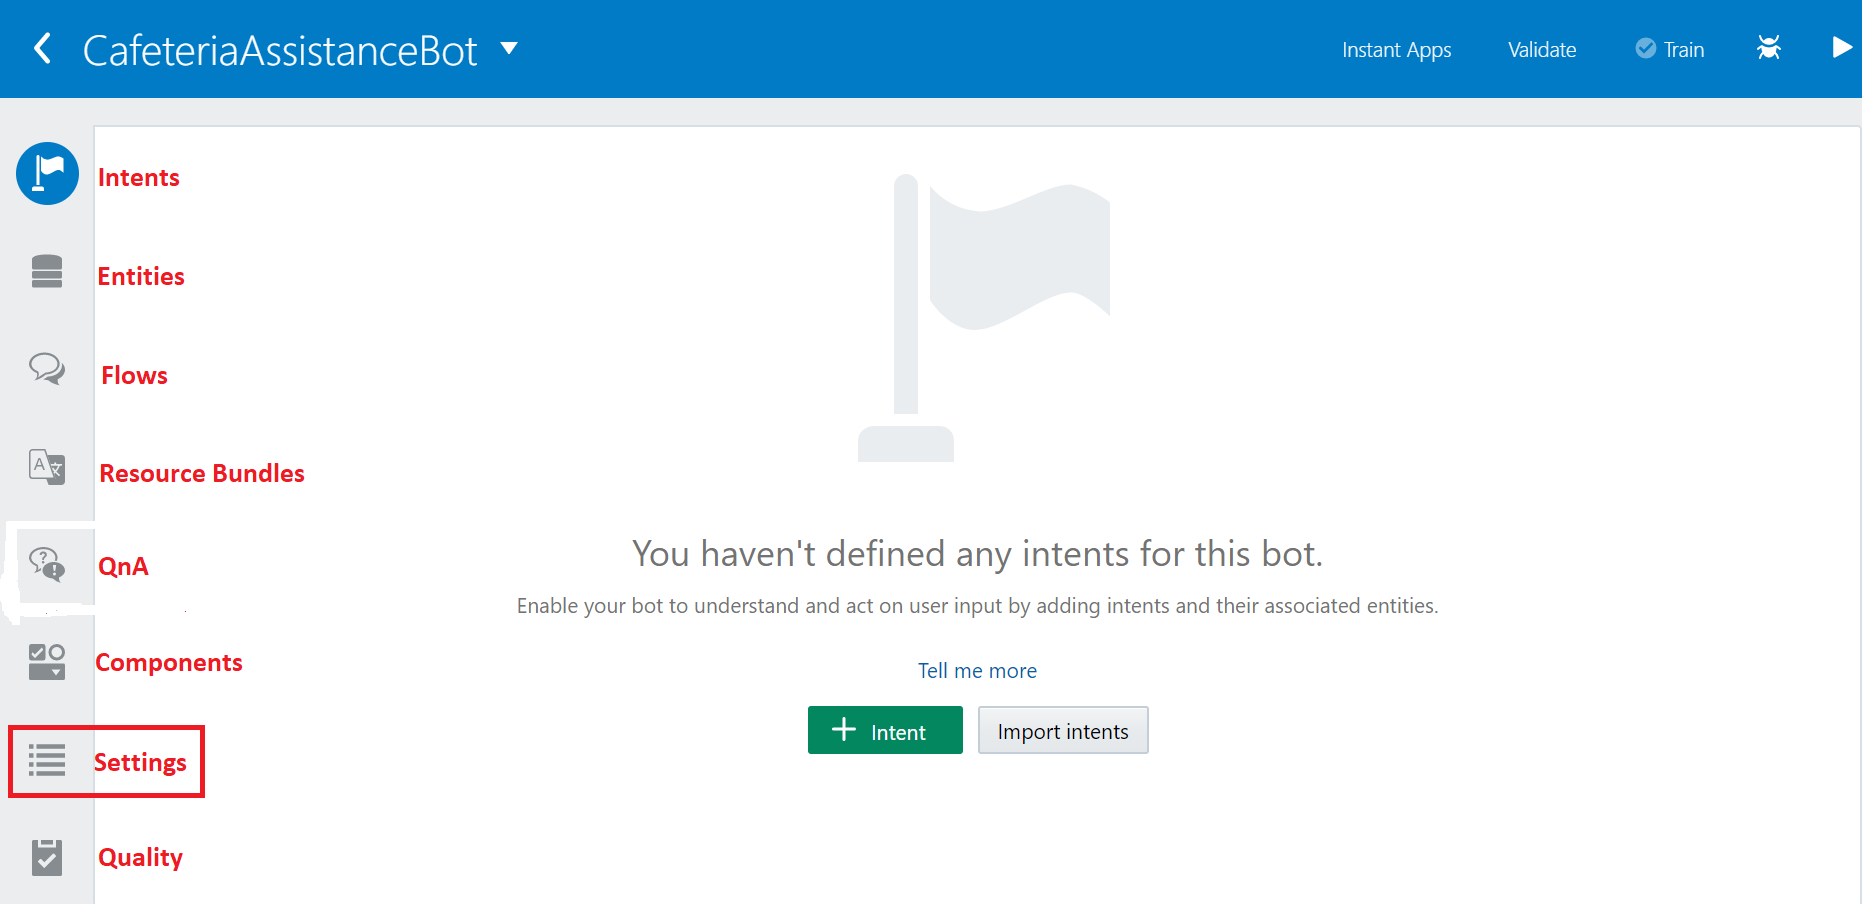 CafeteriaAssistanceBot
Instant Apps
Validate
Train
Intents
Entities
Flows
A文
Resource Bundles
?
!
QnA
Components
Settings
Quality
You haven't defined any intents for this bot.
Enable your bot to understand and act on user input by adding intents and their associated entities.
Tell me more
+ Intent
Import intents